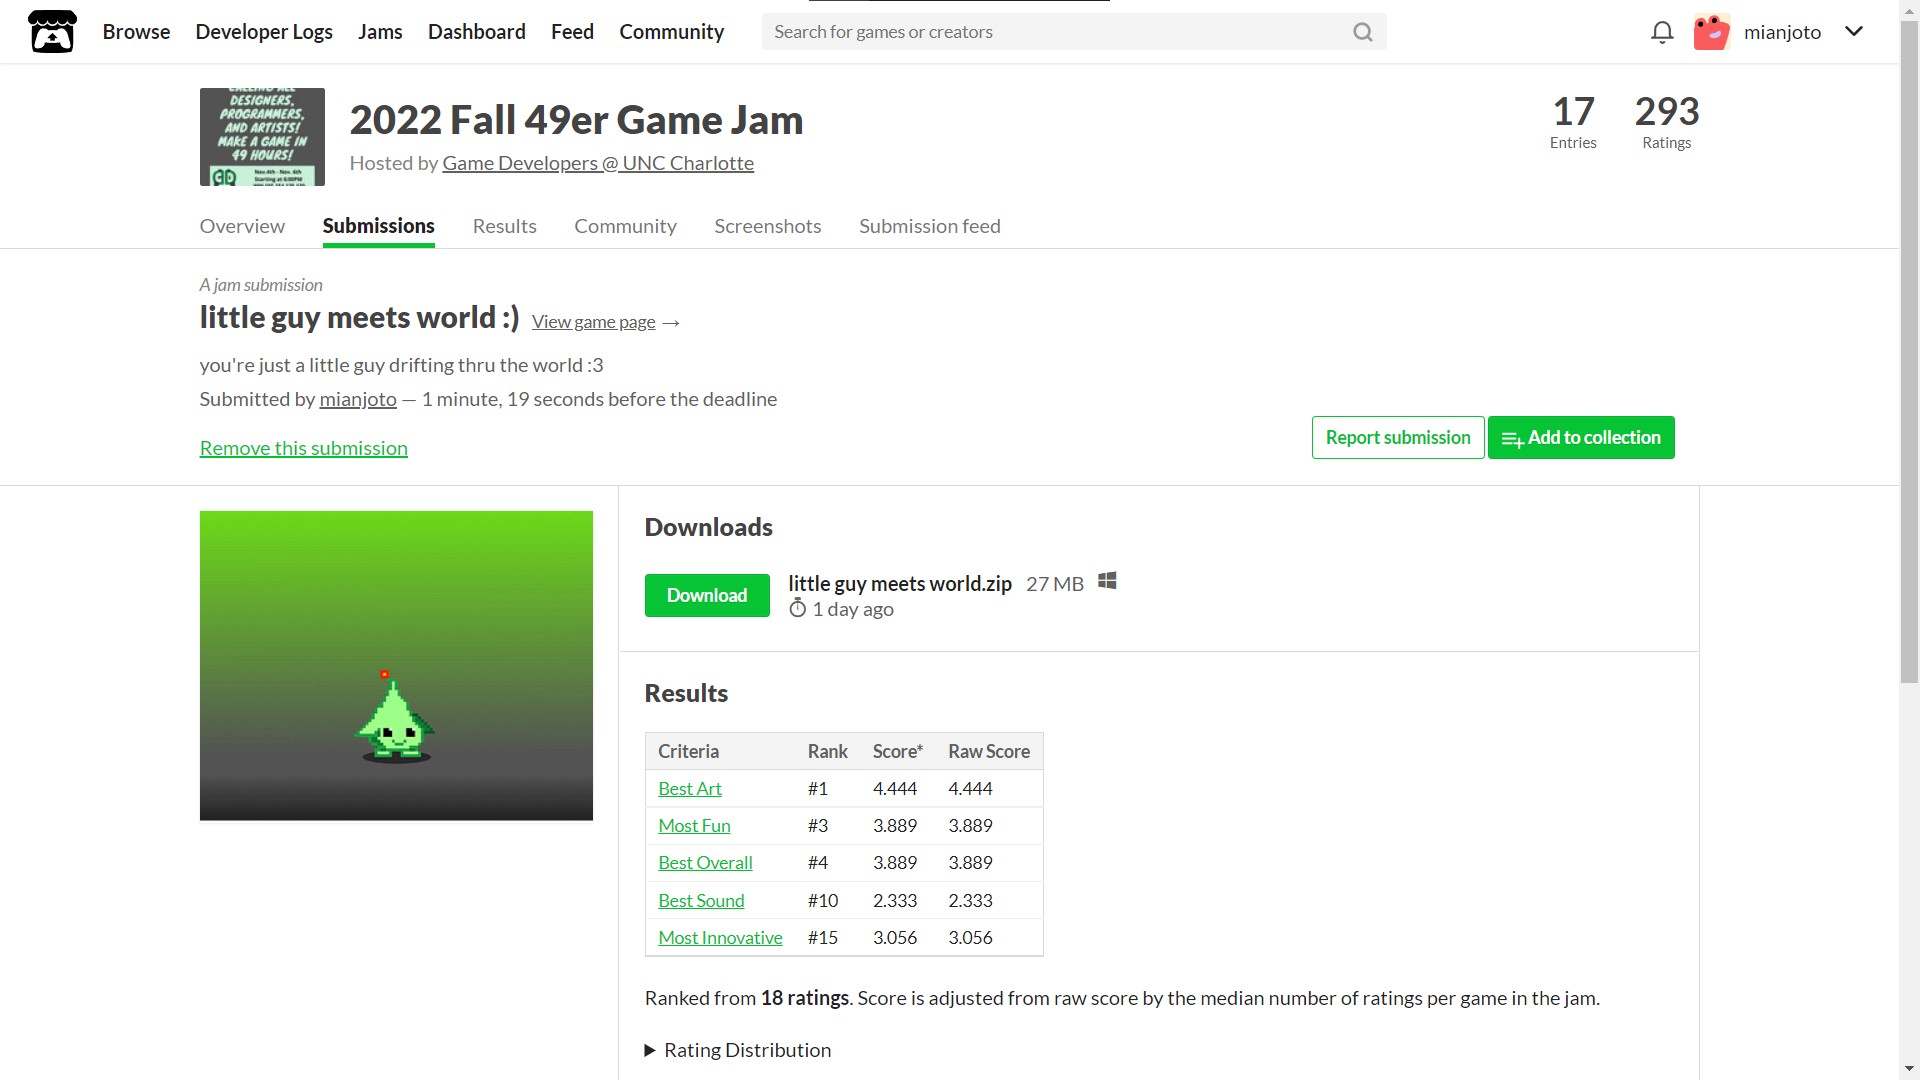 Browse Developer Logs Jams Dashboard Feed Community Search for games or creators mianjoto
DESIGNERS,
PROGRAMMERS,
AND ARTISTS!
MAKE A GAME IN
49 HOURS!
Nov.4th - Nov. 6th
Starting at 6:00PM
2022 Fall 49er Game Jam
Hosted by Game Developers @ UNC Charlotte
17 293
Entries Ratings
Overview Submissions Results Community Screenshots Submission feed
A jam submission
little guy meets world :) View game page →
you're just a little guy drifting thru the world :3
Submitted by mianjoto — 1 minute, 19 seconds before the deadline
Remove this submission
Report submission Add to collection
Downloads
Download little guy meets world.zip 27 MB
1 day ago
Results
Criteria Rank Score* Raw Score
Best Art #1 4.444 4.444
Most Fun #3 3.889 3.889
Best Overall #4 3.889 3.889
Best Sound #10 2.333 2.333
Most Innovative #15 3.056 3.056
Ranked from 18 ratings. Score is adjusted from raw score by the median number of ratings per game in the jam.
Rating Distribution